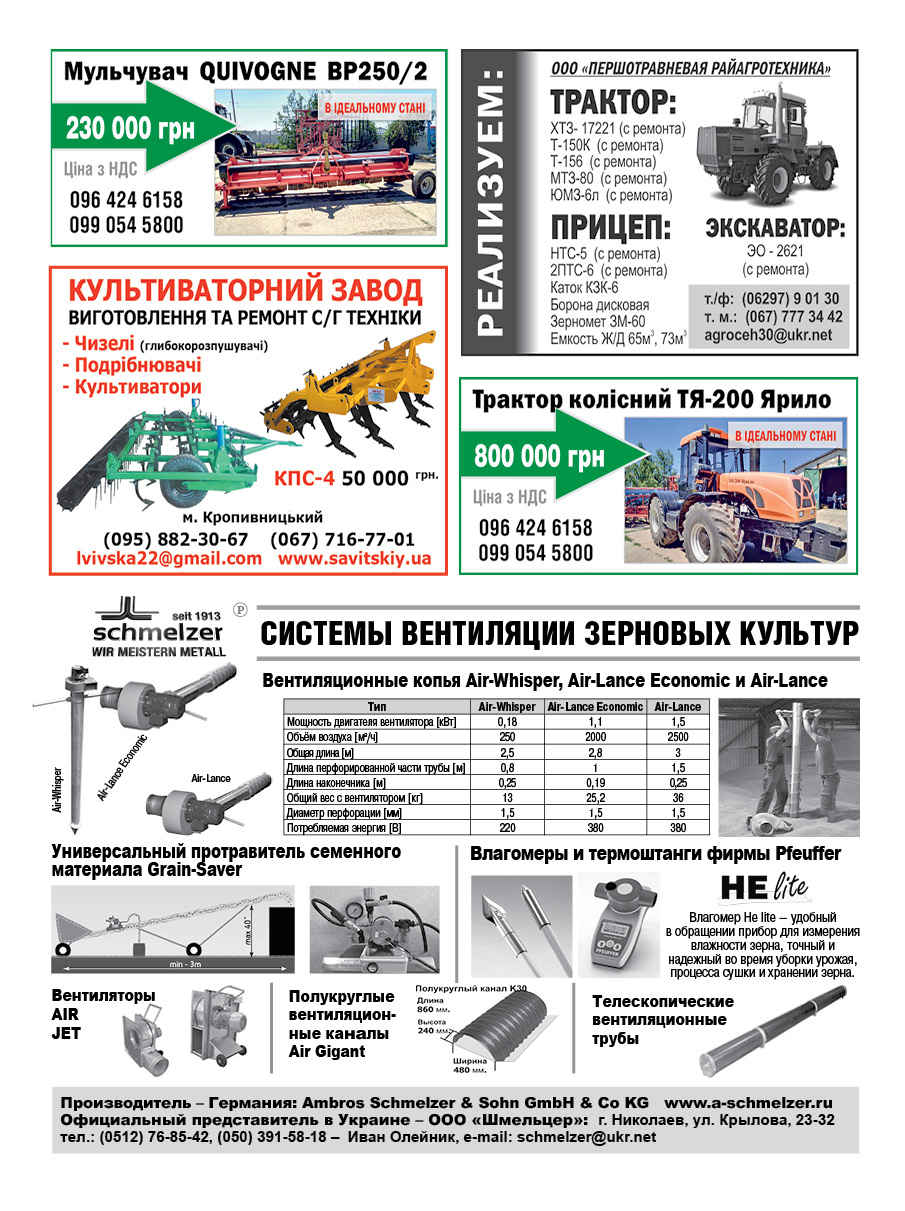 Мульчувач QUIVOGNE BP250/2
230 000 грн
В ІДЕАЛЬНОМУ СТАНІ
Ціна з НДС
096 424 6158
099 054 5800
КУЛЬТИВАТОРНИЙ ЗАВОД
ВИГОТОВЛЕННЯ ТА РЕМОНТ С/Г ТЕХНІКИ
- Чизелі (глибокорозпушувачі)
- Подрібнювачі
- Культиватори
КПС-4 50 000 грн.
м. Кропивницький
(095) 882-30-67 (067) 716-77-01
lvivska22@gmail.com www.savitskiy.ua
РЕАЛИЗУЕМ:
ООО «ПЕРШОТРАВНЕВАЯ РАЙАГРОТЕХНИКА»
ТРАКТОР:
ХТЗ- 17221 (с ремонта)
Т-150К (с ремонта)
Т-156 (с ремонта)
МТЗ-80 (с ремонта)
ЮМЗ-6л (с ремонта)
ПРИЦЕП:
НТС-5 (с ремонта)
2ПТС-6 (с ремонта)
Каток КЗК-6
Борона дисковая
Зерномет ЗМ-60
Емкость Ж/Д 65м³, 73м³
ЭКСКАВАТОР:
ЭО - 2621
(с ремонта)
т./ф: (06297) 9 01 30
т. м.: (067) 777 34 42
agroceh30@ukr.net
Трактор колісний ТЯ-200 Ярило
800 000 грн
В ІДЕАЛЬНОМУ СТАНІ
Ціна з НДС
096 424 6158
099 054 5800
seit 1913 ℗
schmelzer
WIR MEISTERN METALL
СИСТЕМЫ ВЕНТИЛЯЦИИ ЗЕРНОВЫХ КУЛЬТУР
Вентиляционные копья Air-Whisper, Air-Lance Economic и Air-Lance
Air-Whisper
Air-Lance Economic
Air-Lance
Тип Air-Whisper Air-Lance Economic Air-Lance
Мощность двигателя вентилятора [кВт] 0,18 1,1 1,5
Объём воздуха [м³/ч] 250 2000 2500
Общая длина [м] 2,5 2,8 3
Длина перфорированной части трубы [м] 0,8 1 1,5
Длина наконечника [м] 0,25 0,19 0,25
Общий вес с вентилятором [кг] 13 25,2 36
Диаметр перфорации [мм] 1,5 1,5 1,5
Потребляемая энергия [В] 220 380 380
Универсальный протравитель семенного
материала Grain-Saver
max 40°
min - 3m
Влагомеры и термоштанги фирмы Pfeuffer
PFEUFFER
HE lite
Влагомер He lite – удобный
в обращении прибор для измерения
влажности зерна, точный и
надежный во время уборки урожая,
процесса сушки и хранении зерна.
Вентиляторы
AIR
JET
Полукруглые
вентиляцион-
ные каналы
Air Gigant
Полукруглый канал К30
Длина
860 мм.
Высота
240 мм.
Ширина
480 мм.
Телескопические
вентиляционные
трубы
Производитель – Германия: Ambros Schmelzer & Sohn GmbH & Co KG www.a-schmelzer.ru
Официальный представитель в Украине – ООО «Шмельцер»: г. Николаев, ул. Крылова, 23-32
тел.: (0512) 76-85-42, (050) 391-58-18 – Иван Олейник, e-mail: schmelzer@ukr.net